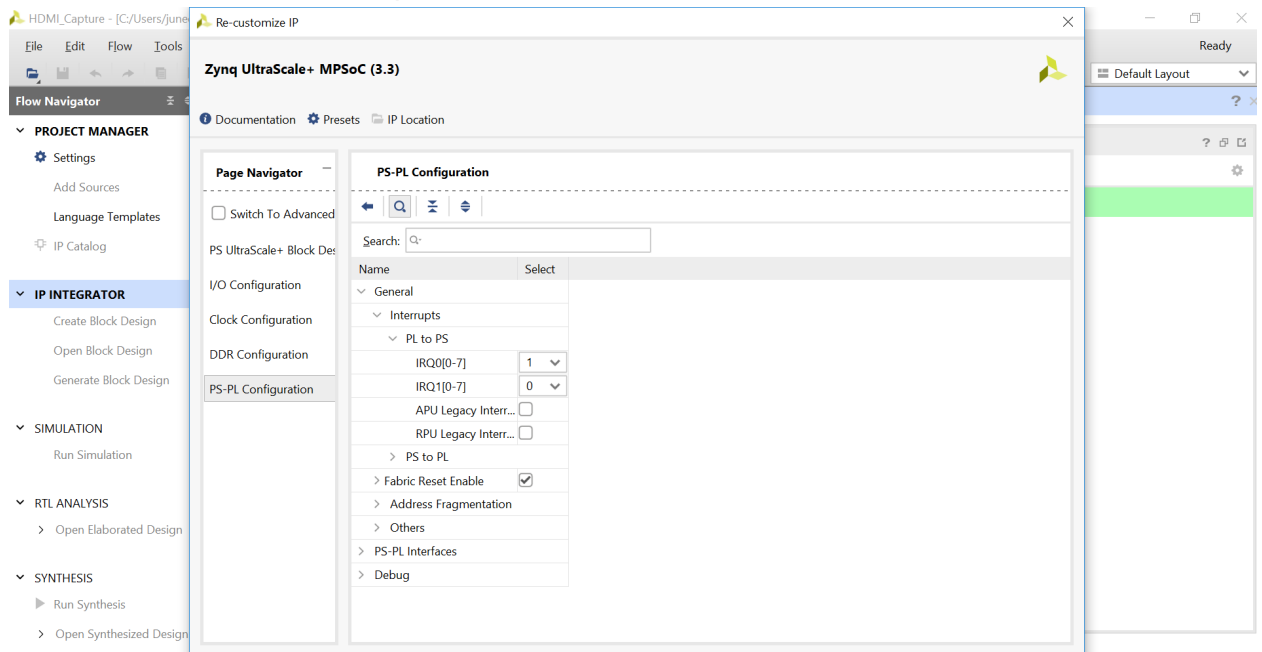 HDMI_Capture - [C:/Users/june
Re-customize IP
File Edit Flow Tools
Ready
Zynq UltraScale+ MPSoC (3.3)
Default Layout
Flow Navigator
?
Documentation Presets IP Location
PROJECT MANAGER
Settings
Add Sources
Language Templates
IP Catalog
IP INTEGRATOR
Create Block Design
Open Block Design
Generate Block Design
SIMULATION
Run Simulation
RTL ANALYSIS
Open Elaborated Design
SYNTHESIS
Run Synthesis
Open Synthesized Design
Page Navigator
Switch To Advanced
PS UltraScale+ Block Des
I/O Configuration
Clock Configuration
DDR Configuration
PS-PL Configuration
PS-PL Configuration
Search:
Name Select
General
Interrupts
PL to PS
IRQ0[0-7] 1
IRQ1[0-7] 0
APU Legacy Interr...
RPU Legacy Interr...
PS to PL
Fabric Reset Enable
Address Fragmentation
Others
PS-PL Interfaces
Debug
?